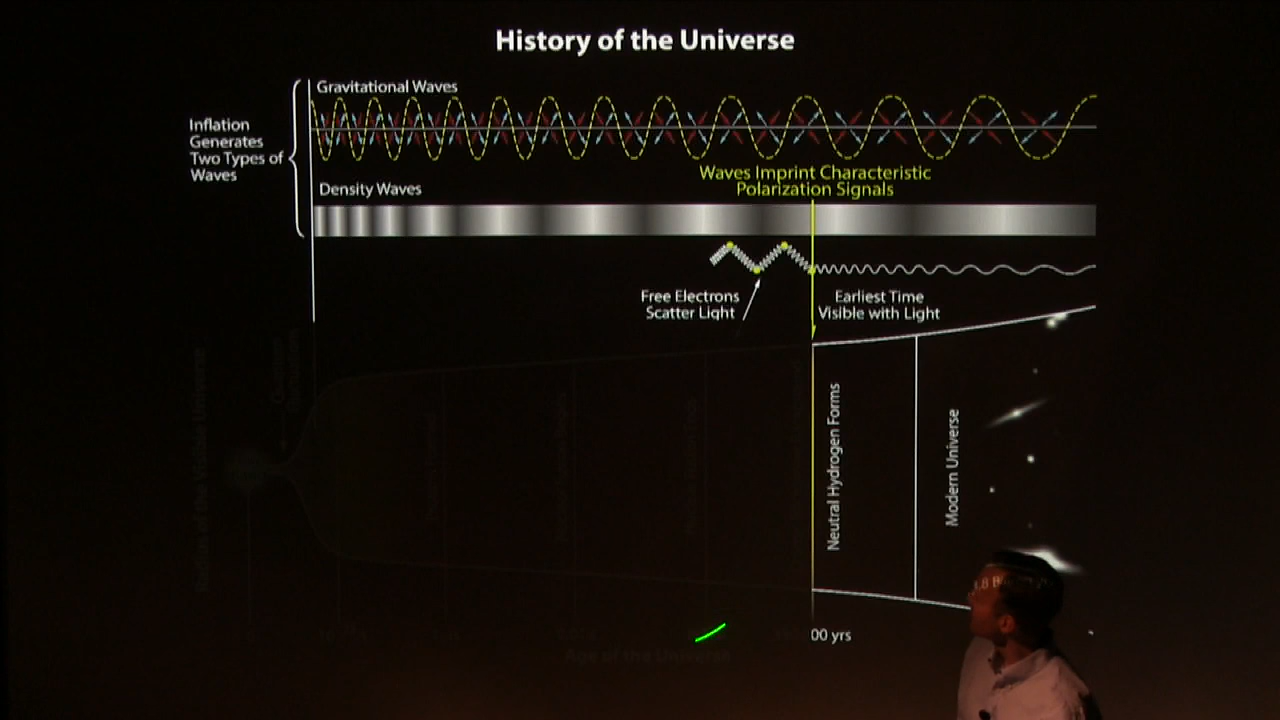 History of the Universe
Gravitational Waves
Inflation
Generates
Two Types of
Waves
Waves Imprint Characteristic
Polarization Signals
Density Waves
Free Electrons
Scatter Light
Earliest Time
Visible with Light
Neutral Hydrogen Forms
Modern Universe
00 yrs
Age of the Universe